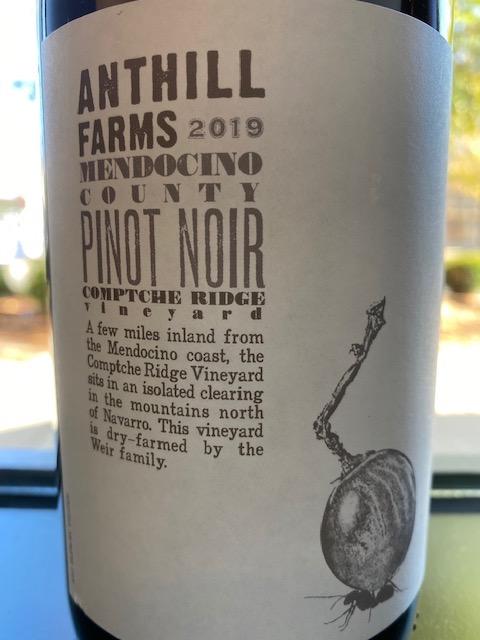 ANTHILL
FARMS 2019
MENDOCINO
COUNTY
PINOT NOIR
COMPTCHE RIDGE
vineyard
A few miles inland from
the Mendocino coast, the
Comptche Ridge Vineyard
sits in an isolated clearing
in the mountains north
of Navarro. This vineyard
is dry-farmed by the
Weir family.